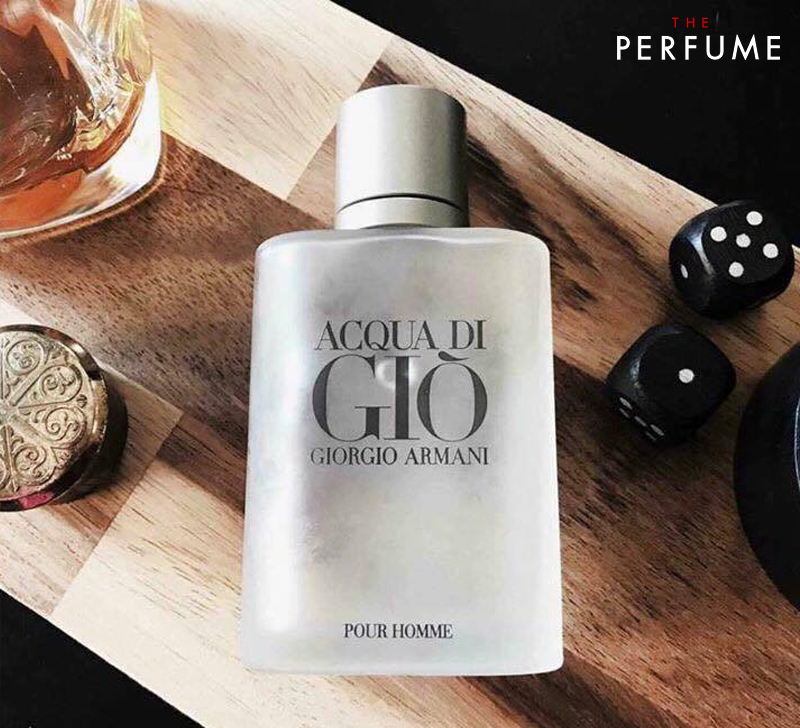 THE
PERFUME
ACQUA DI
GIÒ
GIORGIO ARMANI
POUR HOMME